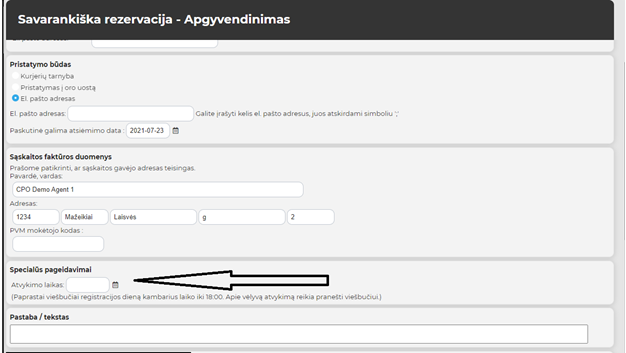 Savarankiška rezervacija - Apgyvendinimas
Pristatymo būdas
Kurjerių tarnyba
Pristatymas į oro uostą
El. pašto adresas
El. pašto adresas: Galite įrašyti kelis el. pašto adresus, juos atskirdami simboliu ';'
Paskutinė galima atsiėmimo data : 2021-07-23
Sąskaitos faktūros duomenys
Prašome patikrinti, ar sąskaitos gavėjo adresas teisingas.
Pavardė, vardas:
CPO Demo Agent 1
Adresas:
1234 Mažeikiai Laisvės g 2
PVM mokėtojo kodas :
Specialūs pageidavimai
Atvykimo laikas:
(Paprastai viešbučiai registracijos dieną kambarius laiko iki 18:00. Apie vėlyvą atvykimą reikia pranešti viešbučiui.)
Pastaba / tekstas